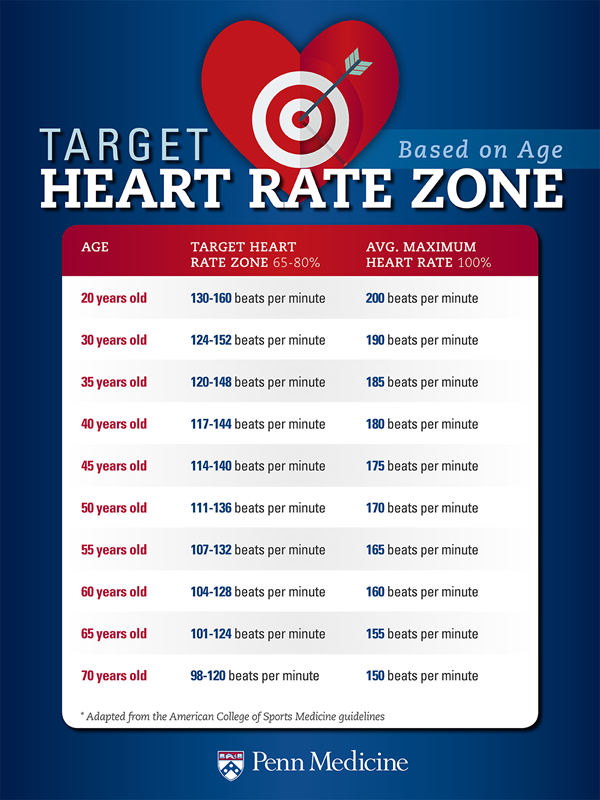 TARGET
Based on Age
HEART RATE ZONE
AGE
TARGET HEART
RATE ZONE 65-80%
AVG. MAXIMUM
HEART RATE 100%
20 years old 130-160 beats per minute 200 beats per minute
30 years old 124-152 beats per minute 190 beats per minute
35 years old 120-148 beats per minute 185 beats per minute
40 years old 117-144 beats per minute 180 beats per minute
45 years old 114-140 beats per minute 175 beats per minute
50 years old 111-136 beats per minute 170 beats per minute
55 years old 107-132 beats per minute 165 beats per minute
60 years old 104-128 beats per minute 160 beats per minute
65 years old 101-124 beats per minute 155 beats per minute
70 years old 98-120 beats per minute 150 beats per minute
* Adapted from the American College of Sports Medicine guidelines
Penn Medicine